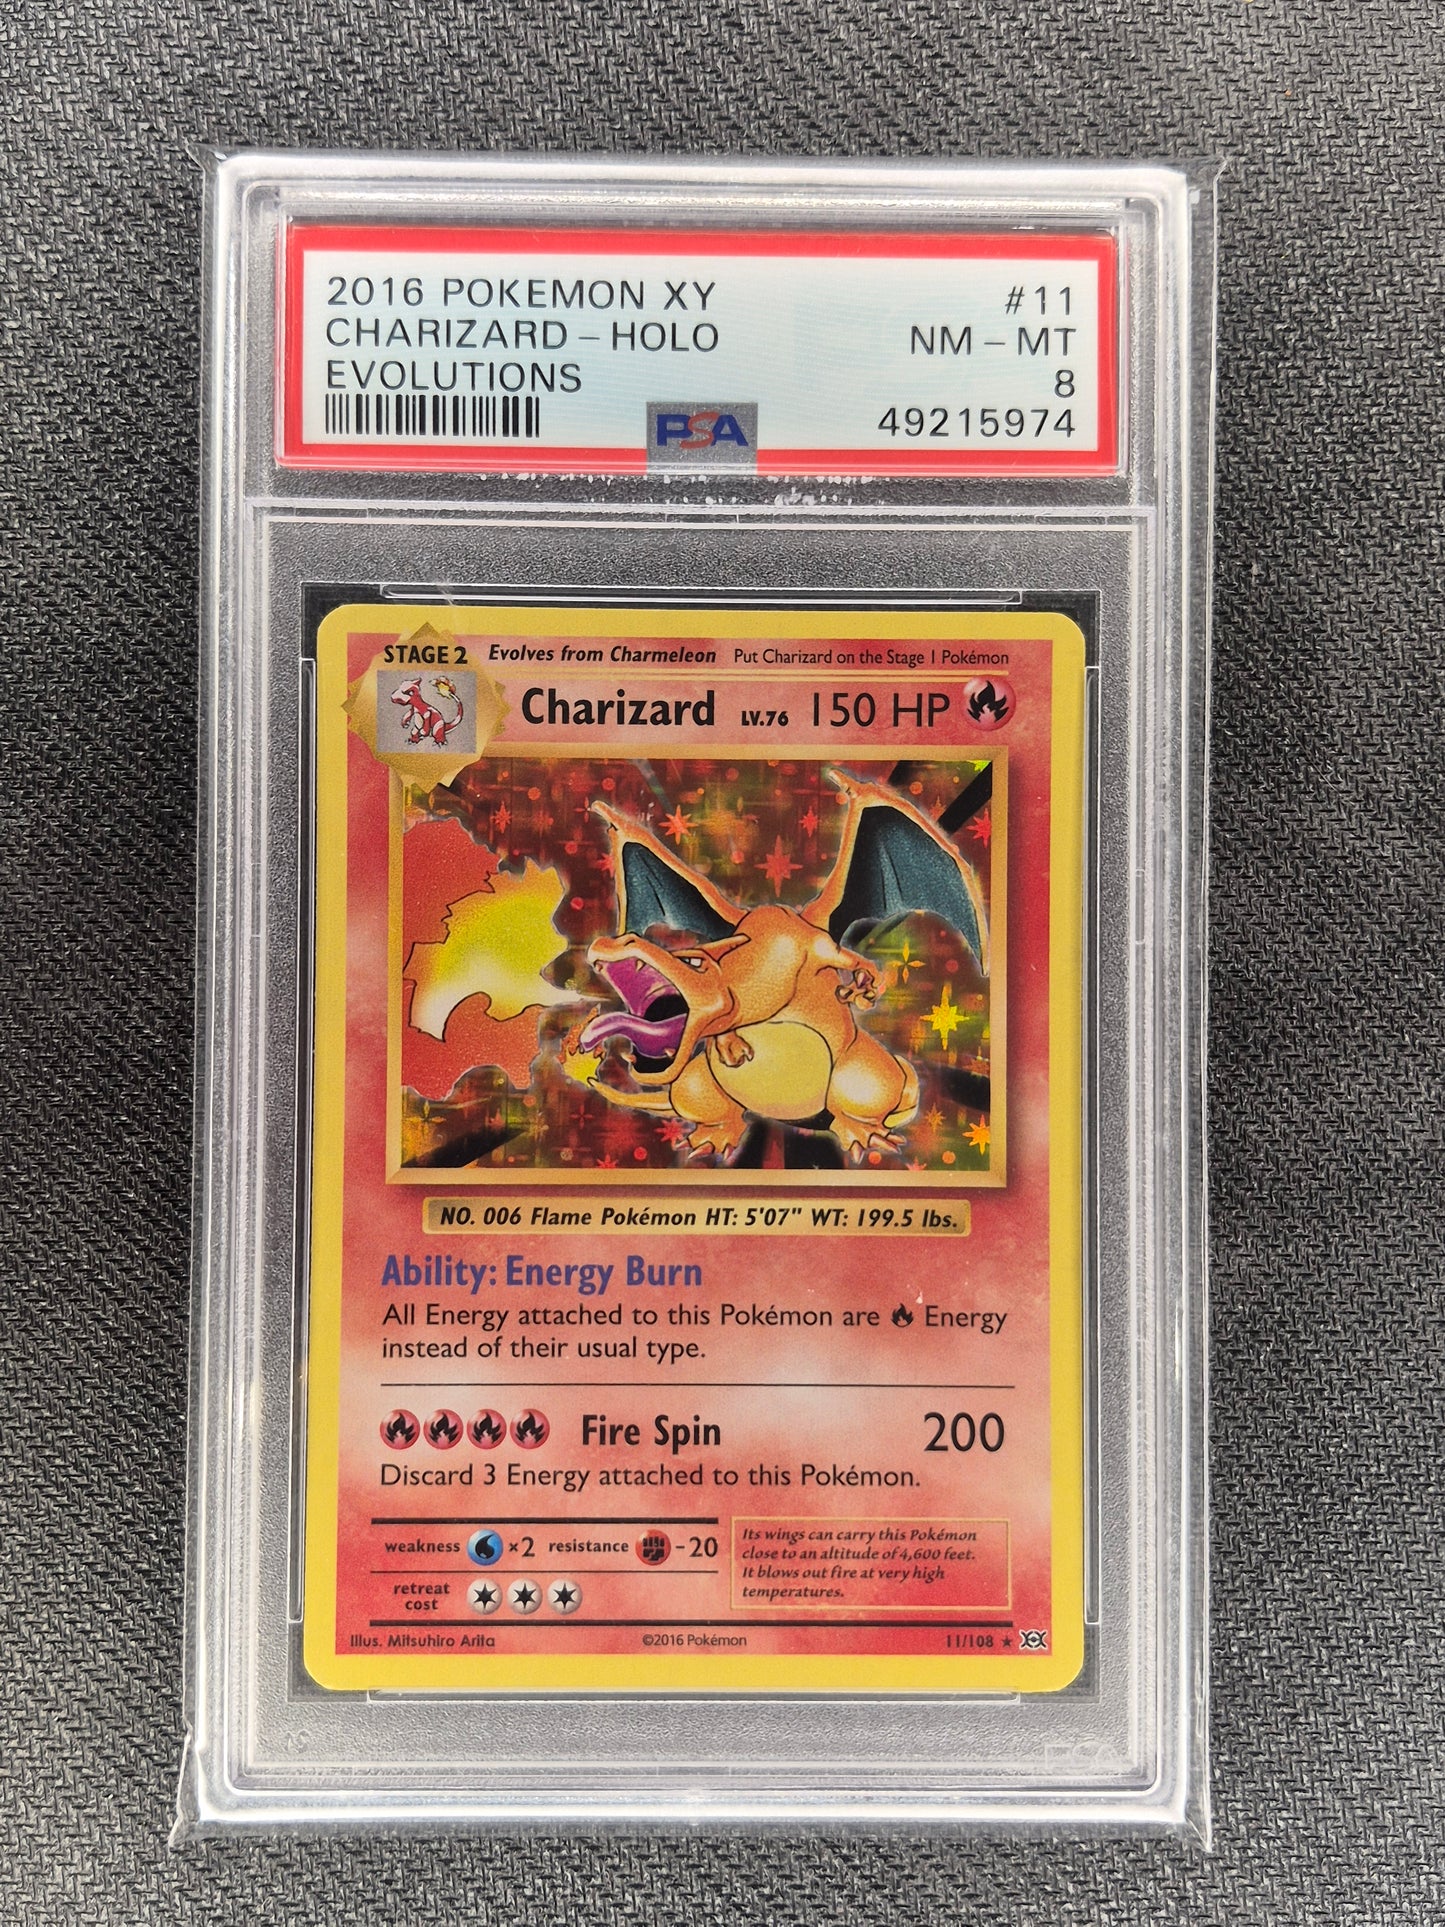 2016 POKEMON XY #11
CHARIZARD-HOLO NM-MT
EVOLUTIONS 8
PSA 49215974
STAGE 2 Evolves from Charmeleon Put Charizard on the Stage 1 Pokémon
Charizard LV.76 150 HP
NO. 006 Flame Pokémon HT: 5'07" WT: 199.5 lbs.
Ability: Energy Burn
All Energy attached to this Pokémon are Energy
instead of their usual type.
Fire Spin 200
Discard 3 Energy attached to this Pokémon.
weakness ×2 resistance -20
retreat
cost
Its wings can carry this Pokémon
close to an altitude of 4,600 feet.
It blows out fire at very high
temperatures.
Illus. Mitsuhiro Arita ©2016 Pokémon 11/108 ★
PSA